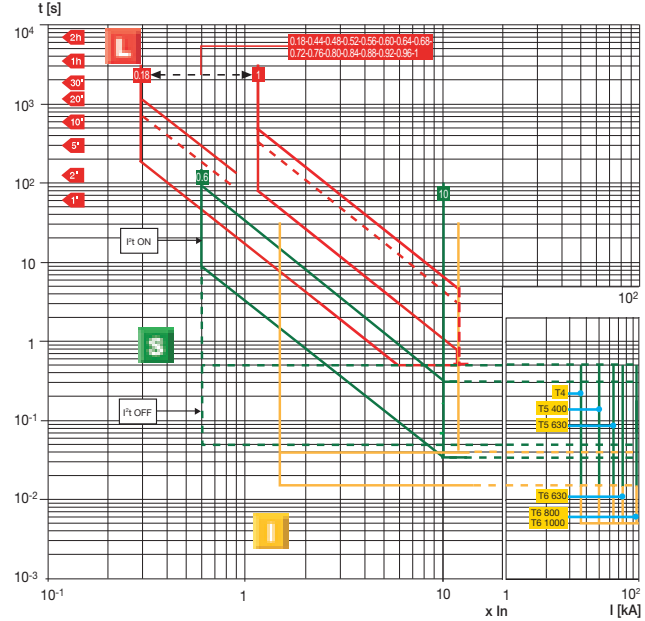 t [s]
10⁴
2h
L
0.18-0.44-0.48-0.52-0.56-0.60-0.64-0.68-
0.72-0.76-0.80-0.84-0.88-0.92-0.96-1
1h
0.18
1
30'
20'
10³
10'
5'
10²
2'
0.6
1'
10
I²t ON
10
10²
1
S
I²t OFF
T4
T5 400
T5 630
10⁻¹
10⁻²
T6 630
T6 800
T6 1000
I
10⁻³
10⁻¹
1
10
1
10
10²
x In
I [kA]